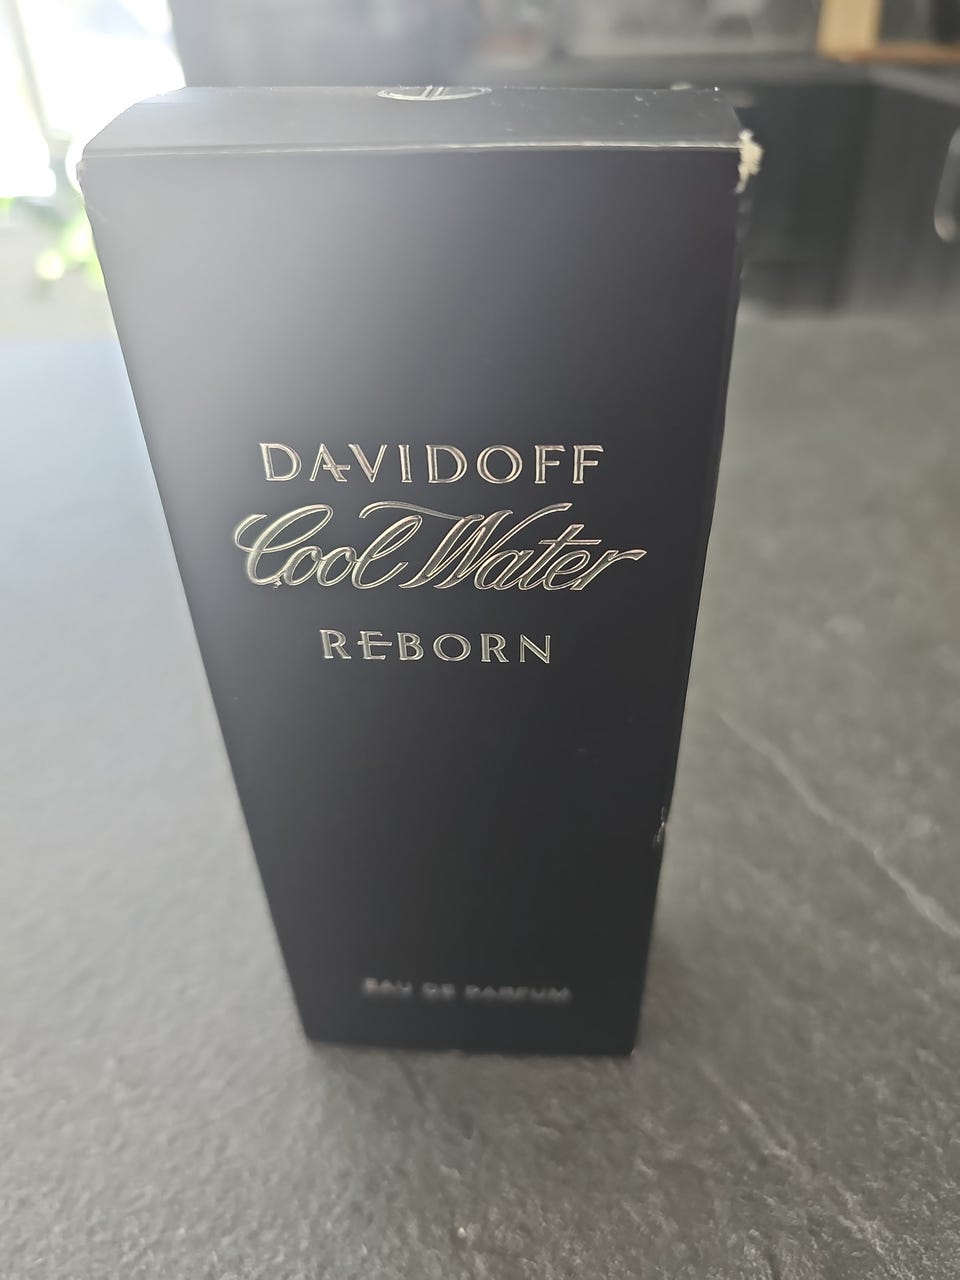 DAVIDOFF
Cool Water
REBORN
EAU DE PARFUM